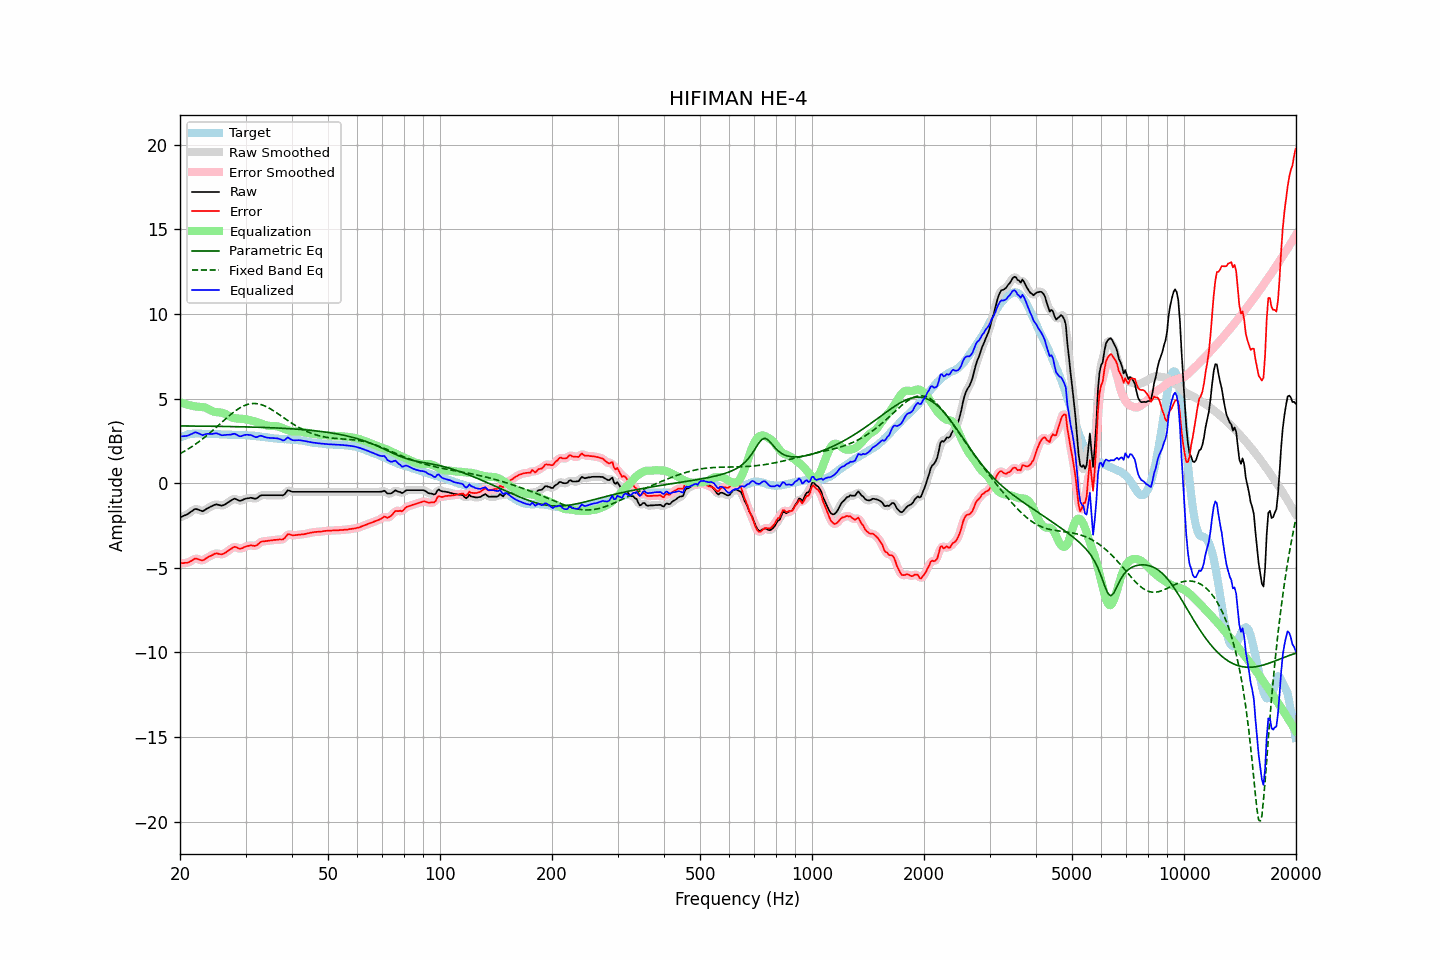 HIFIMAN HE-4
Target
Raw Smoothed
Error Smoothed
Raw
Error
Equalization
Parametric Eq
Fixed Band Eq
Equalized
20
15
10
5
0
−5
−10
−15
−20
Amplitude (dBr)
20
50
100
200
500
1000
2000
5000
10000
20000
Frequency (Hz)